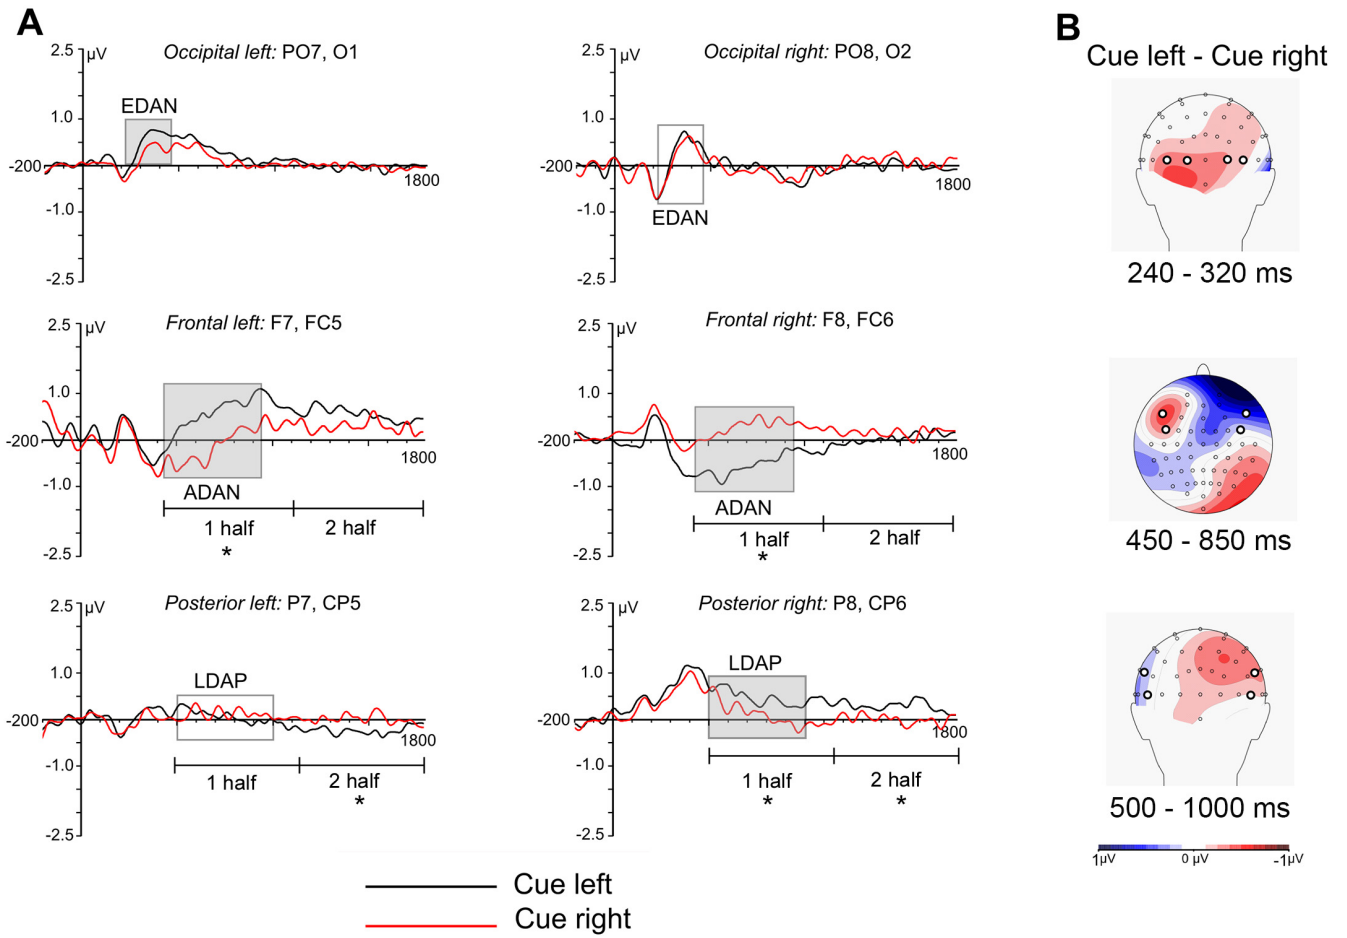 A
B
Cue left - Cue right
Occipital left: PO7, O1
2.5 µV
EDAN
1.0
-200
1800
-1.0
-2.5
Occipital right: PO8, O2
2.5 µV
1.0
-200
1800
-1.0
EDAN
-2.5
240 - 320 ms
Frontal left: F7, FC5
2.5 µV
1.0
-200
1800
-1.0
ADAN
1 half
2 half
*
-2.5
Frontal right: F8, FC6
2.5 µV
1.0
-200
1800
-1.0
ADAN
1 half
2 half
*
-2.5
450 - 850 ms
Posterior left: P7, CP5
2.5 µV
LDAP
1.0
-200
1800
-1.0
1 half
2 half
*
-2.5
Posterior right: P8, CP6
2.5 µV
LDAP
1.0
-200
1800
-1.0
1 half
2 half
*
*
-2.5
500 - 1000 ms
1µV
0 µV
-1µV
Cue left
Cue right